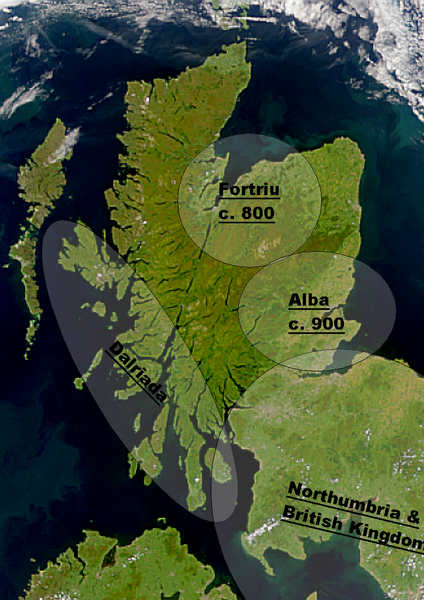 Fortriu
c. 800
Alba
c. 900
Dalriada
Northumbria &
British Kingdom